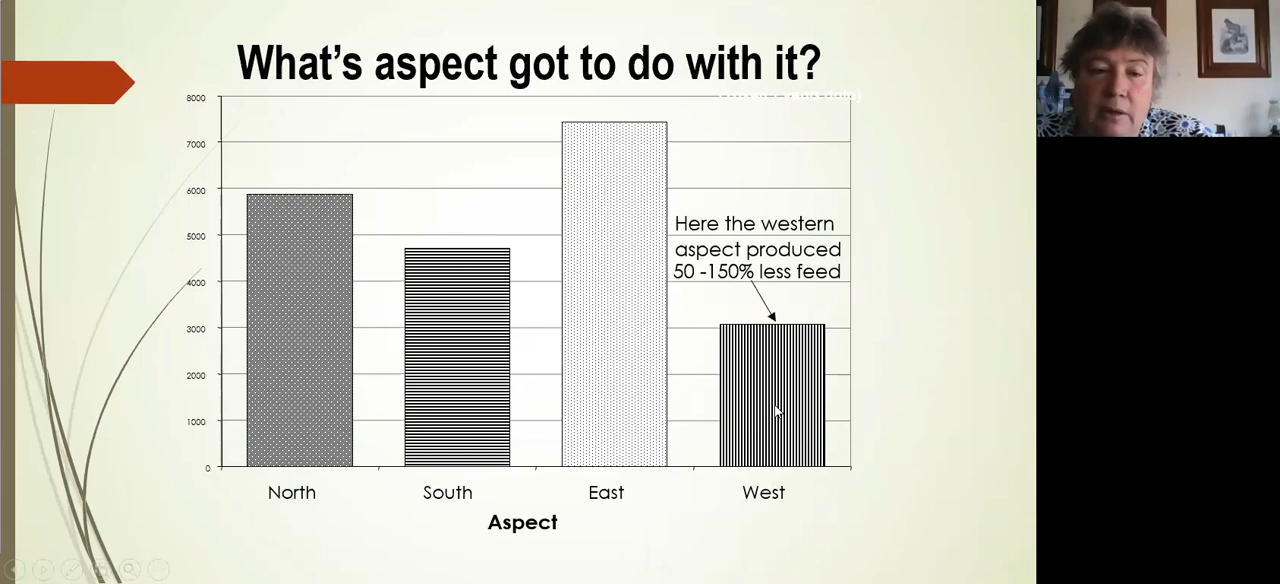 What's aspect got to do with it?
8000
7000
6000
5000
4000
3000
2000
1000
0
Here the western
aspect produced
50 -150% less feed
North South East West
Aspect